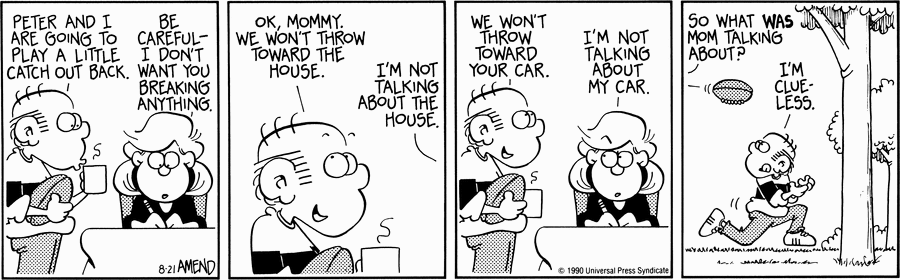 PETER AND I
ARE GOING TO
PLAY A LITTLE
CATCH OUT BACK.
BE
CAREFUL-
I DON'T
WANT YOU
BREAKING
ANYTHING.
8-21 AMEND
OK, MOMMY.
WE WON'T THROW
TOWARD THE
HOUSE.
I'M NOT
TALKING
ABOUT THE
HOUSE.
WE WON'T
THROW
TOWARD
YOUR CAR.
I'M NOT
TALKING
ABOUT
MY CAR.
© 1990 Universal Press Syndicate
SO WHAT WAS
MOM TALKING
ABOUT?
I'M
CLUE-
LESS.